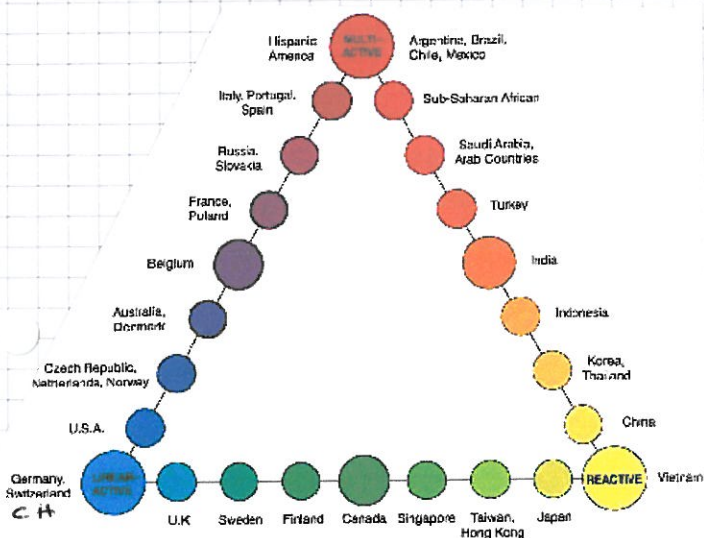 Hispanic
America
MULTI-
ACTIVE
Argentina, Brazil,
Chile, Mexico
Italy, Portugal,
Spain
Sub-Saharan African
Russia,
Slovakia
Saudi Arabia,
Arab Countries
France,
Poland
Turkey
Belgium
India
Australia,
Denmark
Indonesia
Czech Republic,
Netherlands, Norway
Korea,
Thailand
U.S.A.
China
Germany,
Switzerland
CH
LINEAR-
ACTIVE
REACTIVE
Vietnam
U.K
Sweden
Finland
Canada
Singapore
Taiwan,
Hong Kong
Japan